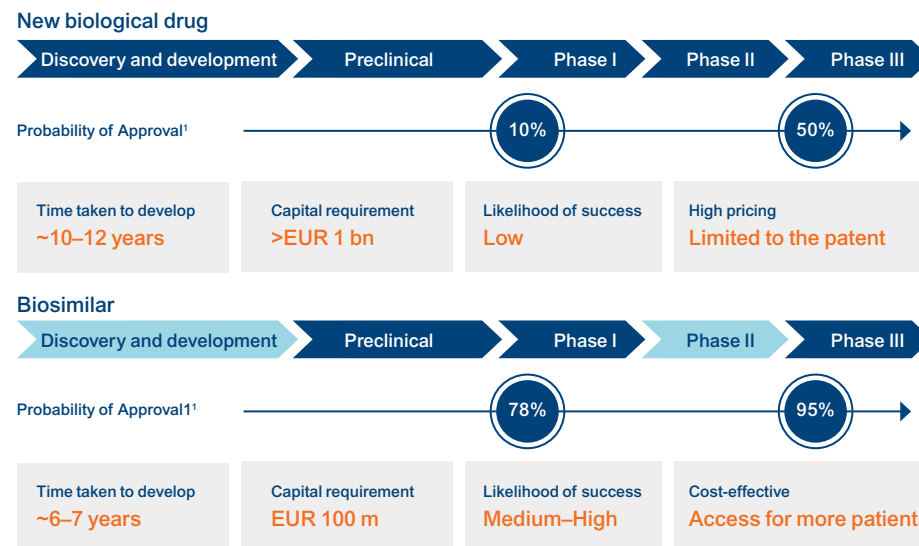 New biological drug
Discovery and development Preclinical Phase I Phase II Phase III
Probability of Approval¹ 10% 50%
Time taken to develop Capital requirement Likelihood of success High pricing
~10–12 years >EUR 1 bn Low Limited to the patent
Biosimilar
Discovery and development Preclinical Phase I Phase II Phase III
Probability of Approval1¹ 78% 95%
Time taken to develop Capital requirement Likelihood of success Cost-effective
~6–7 years EUR 100 m Medium–High Access for more patient